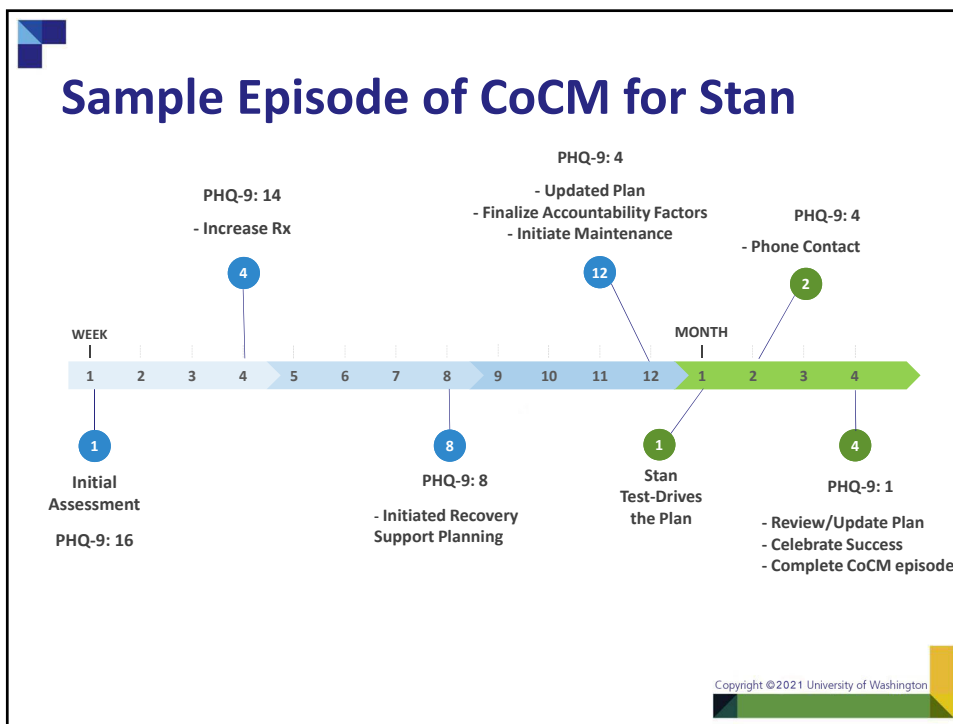 Sample Episode of CoCM for Stan
PHQ-9: 14
- Increase Rx
4
PHQ-9: 4
- Updated Plan
- Finalize Accountability Factors
- Initiate Maintenance
12
PHQ-9: 4
- Phone Contact
2
WEEK
MONTH
1 2 3 4 5 6 7 8 9 10 11 12 1 2 3 4
1
Initial
Assessment
PHQ-9: 16
8
PHQ-9: 8
- Initiated Recovery
Support Planning
1
Stan
Test-Drives
the Plan
4
PHQ-9: 1
- Review/Update Plan
- Celebrate Success
- Complete CoCM episode
Copyright ©2021 University of Washington